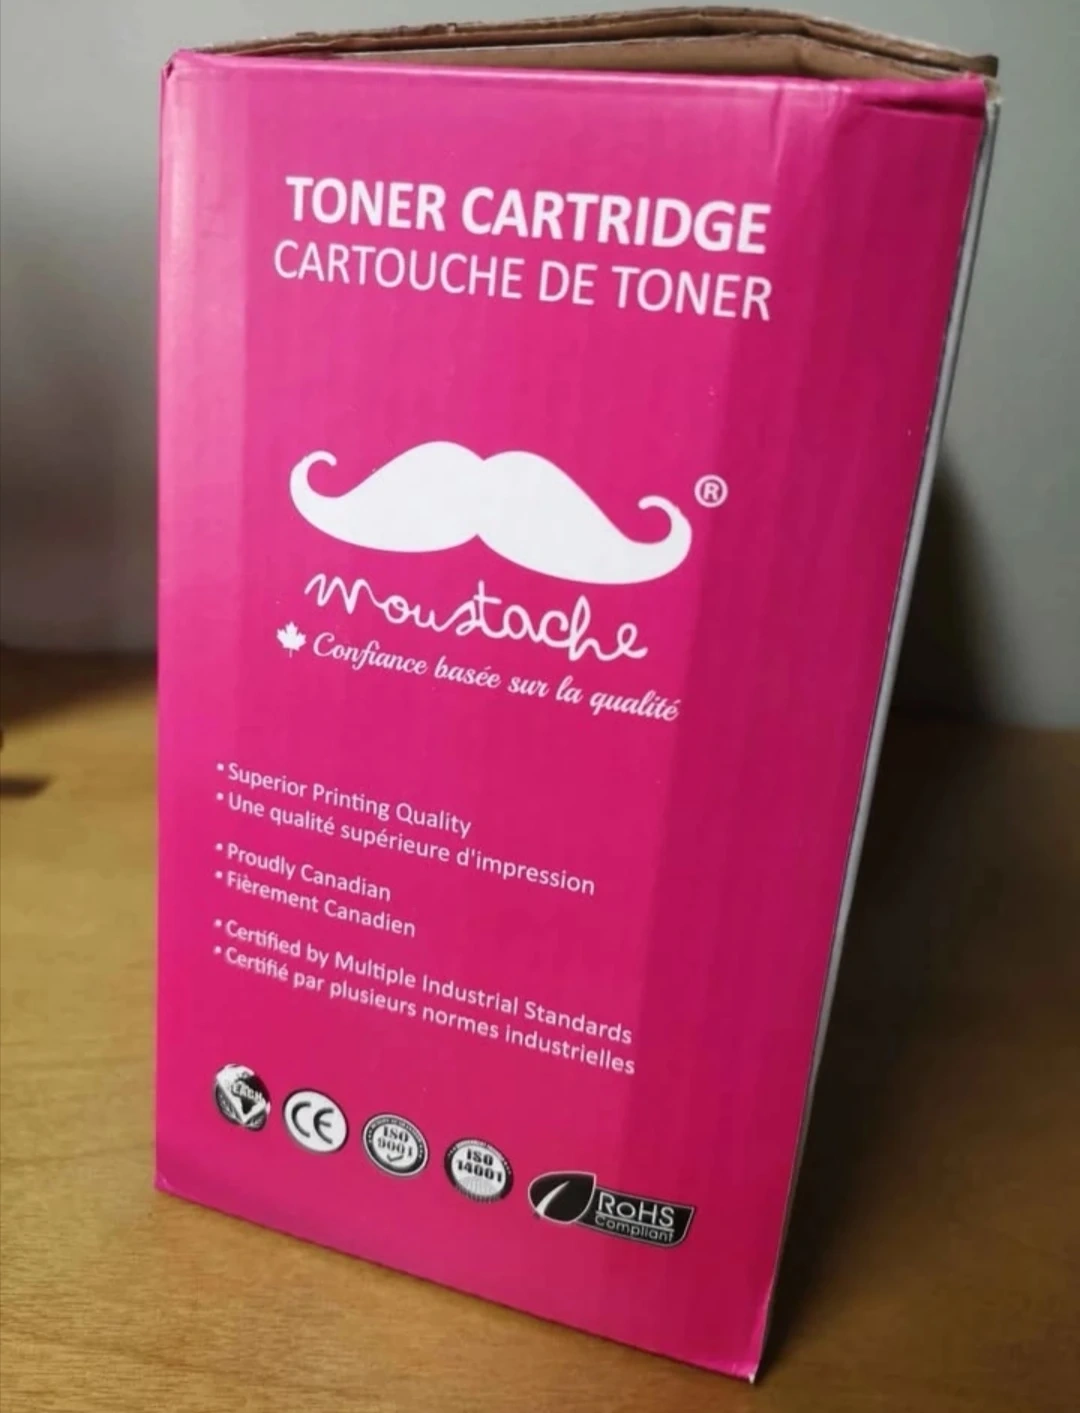 TONER CARTRIDGE
CARTOUCHE DE TONER
®
moustache
Confiance basée sur la qualité
• Superior Printing Quality
• Une qualité supérieure d'impression
• Proudly Canadian
• Fièrement Canadien
• Certified by Multiple Industrial Standards
• Certifié par plusieurs normes industrielles
CE
ISO
9001
ISO
14001
RoHS
Compliant